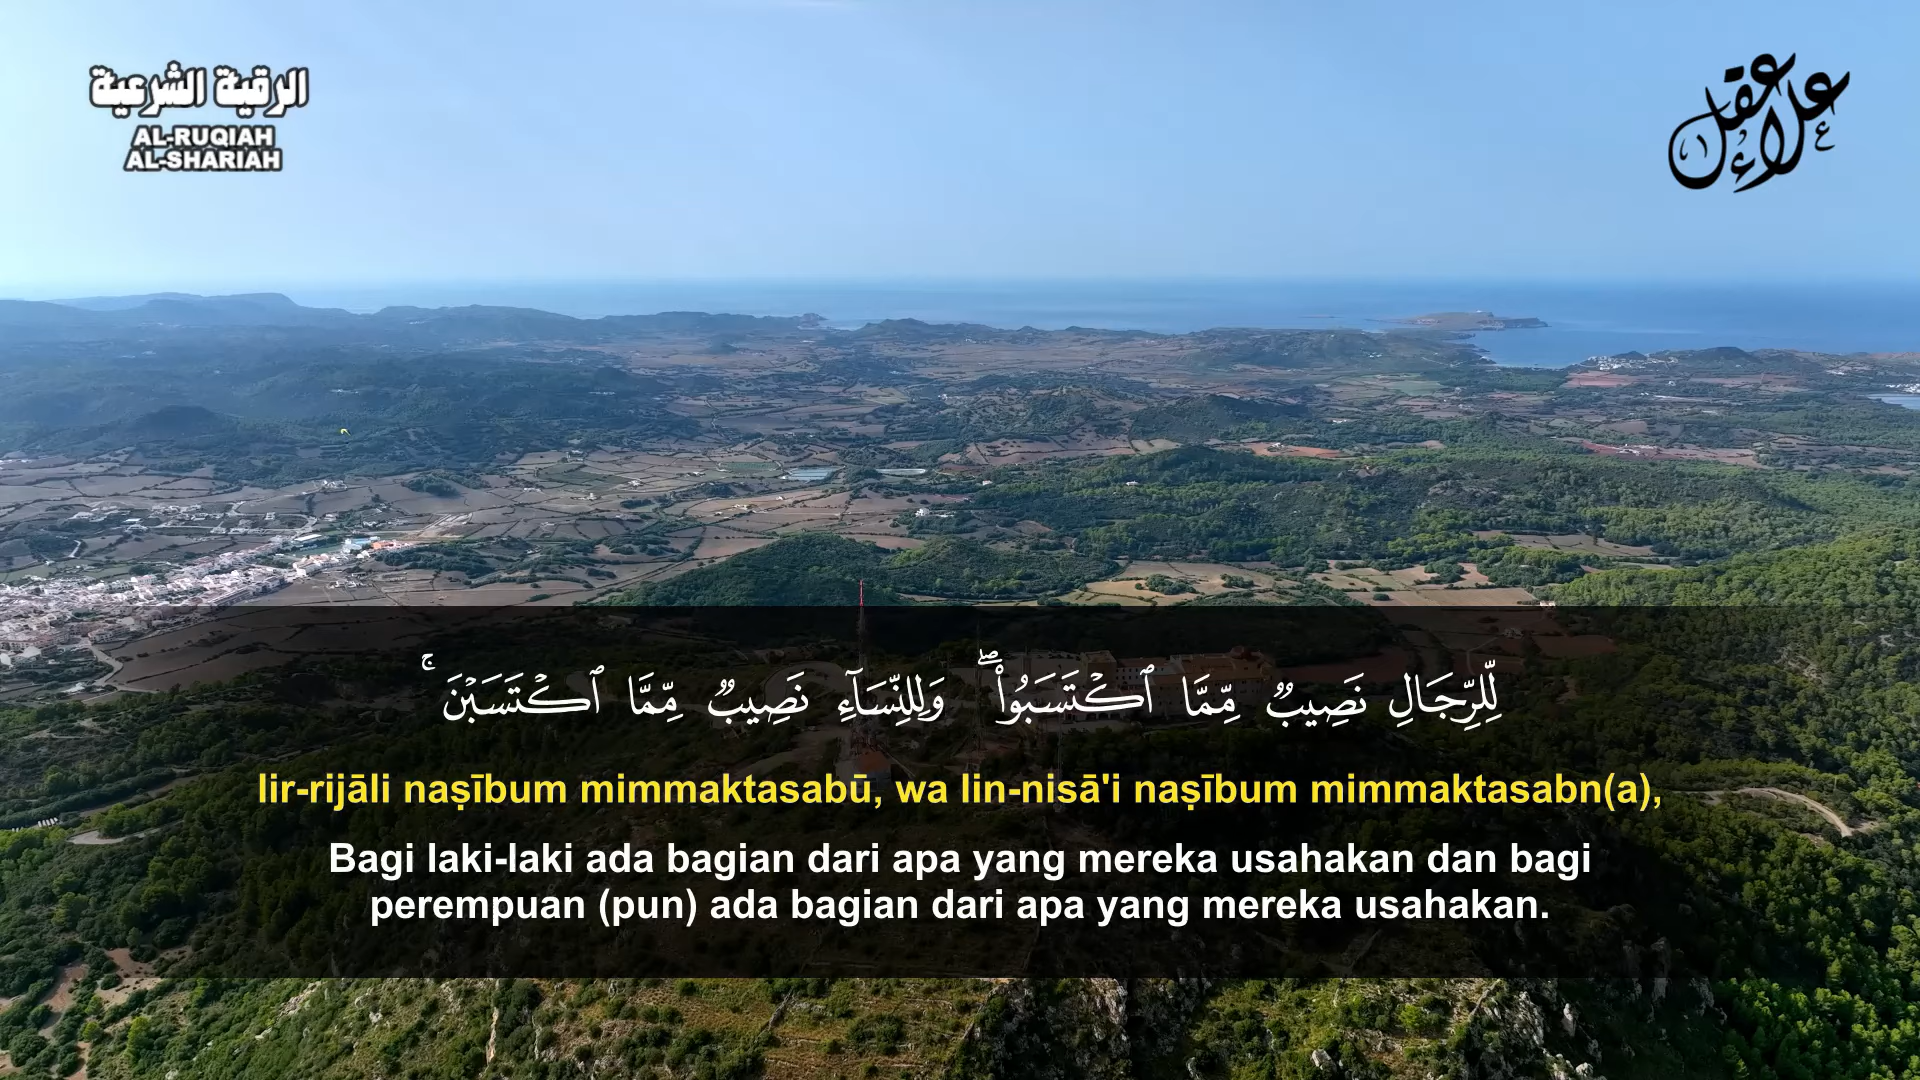 الرقية الشرعية
AL-RUQIAH
AL-SHARIAH
علاء عقل
لِّلرِّجَالِ نَصِيبٌ مِّمَّا ٱكْتَسَبُوا۟ ۖ وَلِلنِّسَآءِ نَصِيبٌ مِّمَّا ٱكْتَسَبْنَ ۚ
lir-rijāli naṣībum mimmaktasabū, wa lin-nisā'i naṣībum mimmaktasabn(a),
Bagi laki-laki ada bagian dari apa yang mereka usahakan dan bagi
perempuan (pun) ada bagian dari apa yang mereka usahakan.